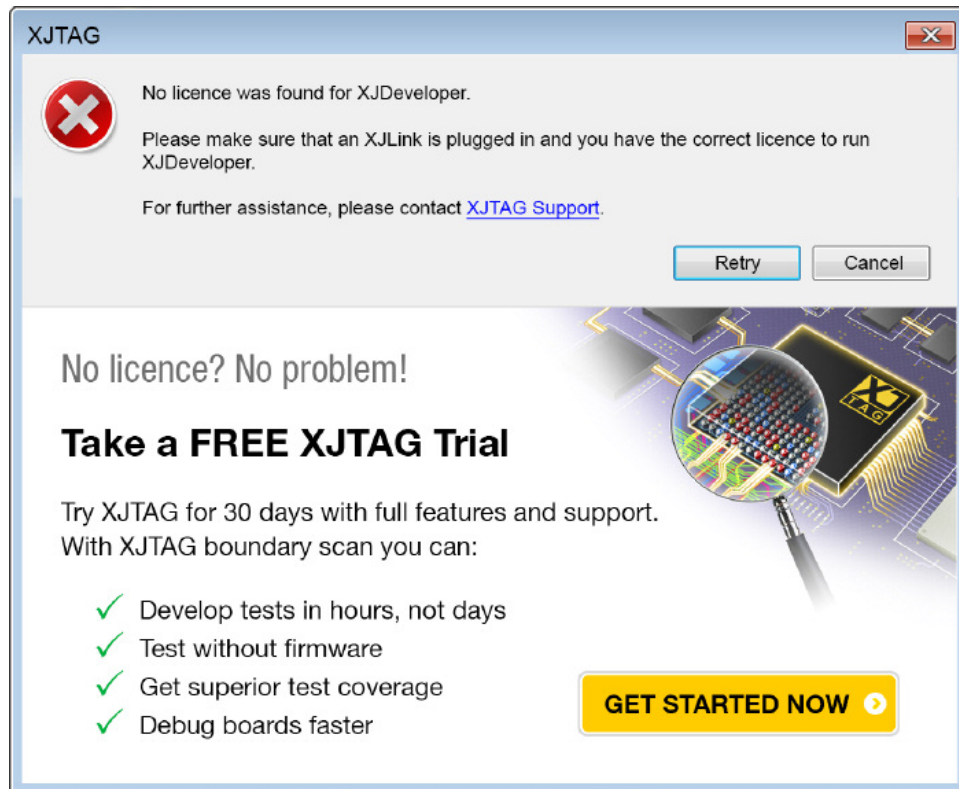 XJTAG
No licence was found for XJDeveloper.
Please make sure that an XJLink is plugged in and you have the correct licence to run
XJDeveloper.
For further assistance, please contact XJTAG Support.
Retry
Cancel
No licence? No problem!
Take a FREE XJTAG Trial
Try XJTAG for 30 days with full features and support.
With XJTAG boundary scan you can:
✓ Develop tests in hours, not days
✓ Test without firmware
✓ Get superior test coverage
✓ Debug boards faster
GET STARTED NOW
XJ
TAG